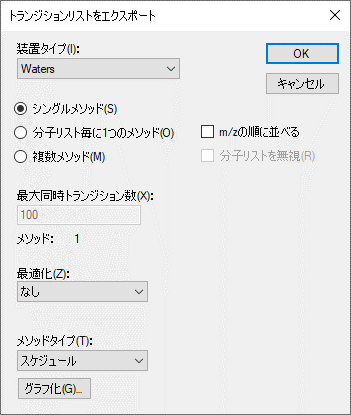 トランジションリストをエクスポート
装置タイプ(I):
Waters
OK
キャンセル
シングルメソッド(S)
分子リスト毎に1つのメソッド(O)
m/zの順に並べる
複数メソッド(M)
分子リストを無視(R)
最大同時トランジション数(X):
100
メソッド: 1
最適化(Z):
なし
メソッドタイプ(T):
スケジュール
グラフ化(G)...